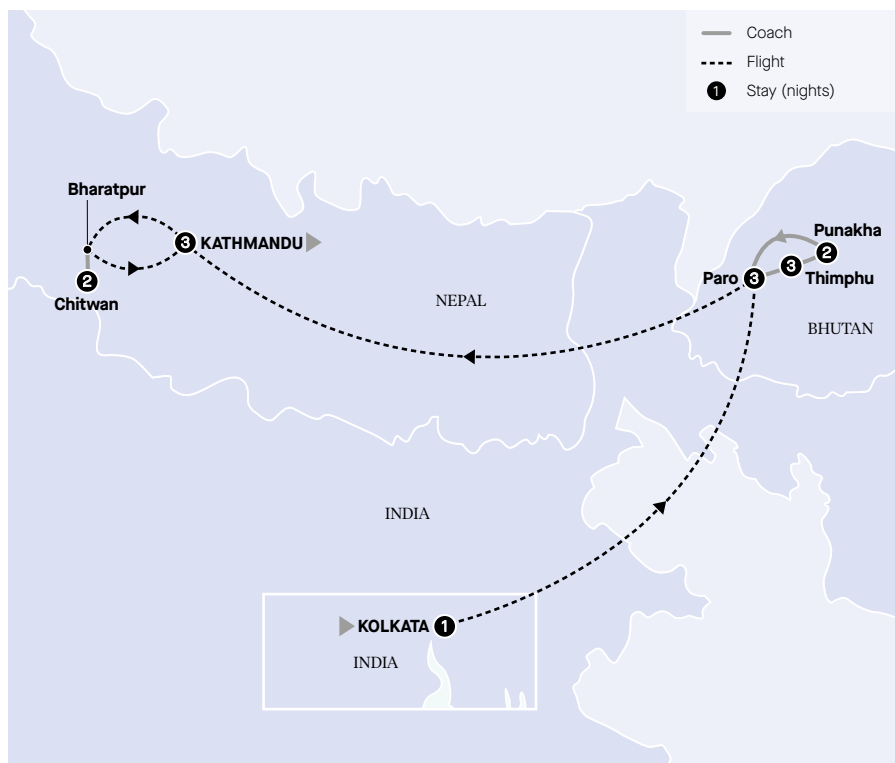 Coach
Flight
1 Stay (nights)
Bharatpur
3 KATHMANDU
2
Chitwan
NEPAL
Punakha
2
Paro 3
3
Thimphu
BHUTAN
INDIA
KOLKATA 1
INDIA